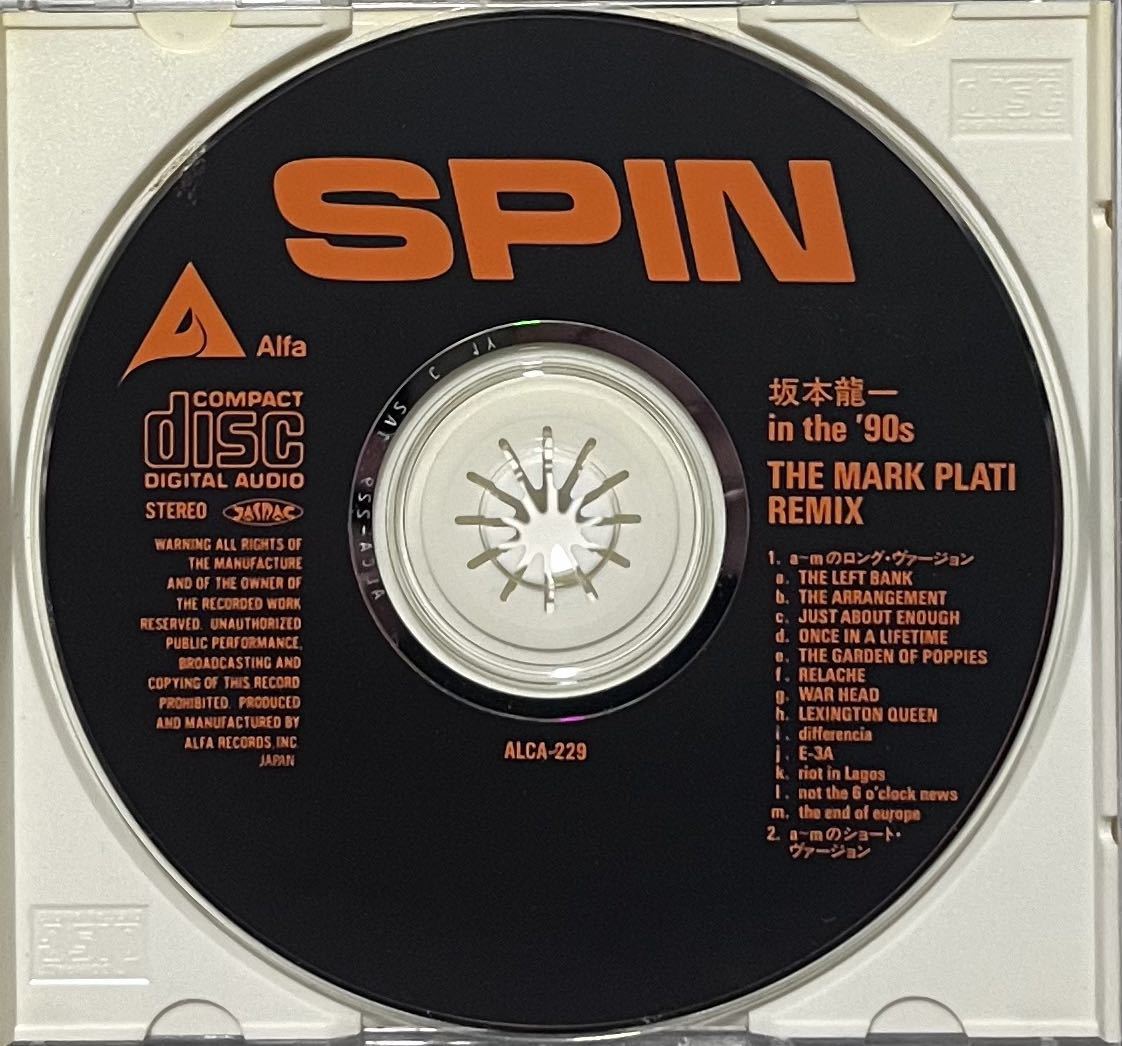 SPIN
Alfa
COMPACT
disc
DIGITAL AUDIO
STEREO JASRAC
WARNING ALL RIGHTS OF
THE MANUFACTURE
AND OF THE OWNER OF
THE RECORDED WORK
RESERVED. UNAUTHORIZED
PUBLIC PERFORMANCE,
BROADCASTING AND
COPYING OF THIS RECORD
PROHIBITED. PRODUCED
AND MANUFACTURED BY
ALFA RECORDS, INC.
JAPAN
坂本龍一
in the '90s
THE MARK PLATI
REMIX
1. a~mのロング・ヴァージョン
a. THE LEFT BANK
b. THE ARRANGEMENT
c. JUST ABOUT ENOUGH
d. ONCE IN A LIFETIME
e. THE GARDEN OF POPPIES
f. RELACHE
g. WAR HEAD
h. LEXINGTON QUEEN
i. differencia
j. E-3A
k. riot in Lagos
l. not the 6 o'clock news
m. the end of europe
2. a~mのショート・
ヴァージョン
ALCA-229
disc
disc